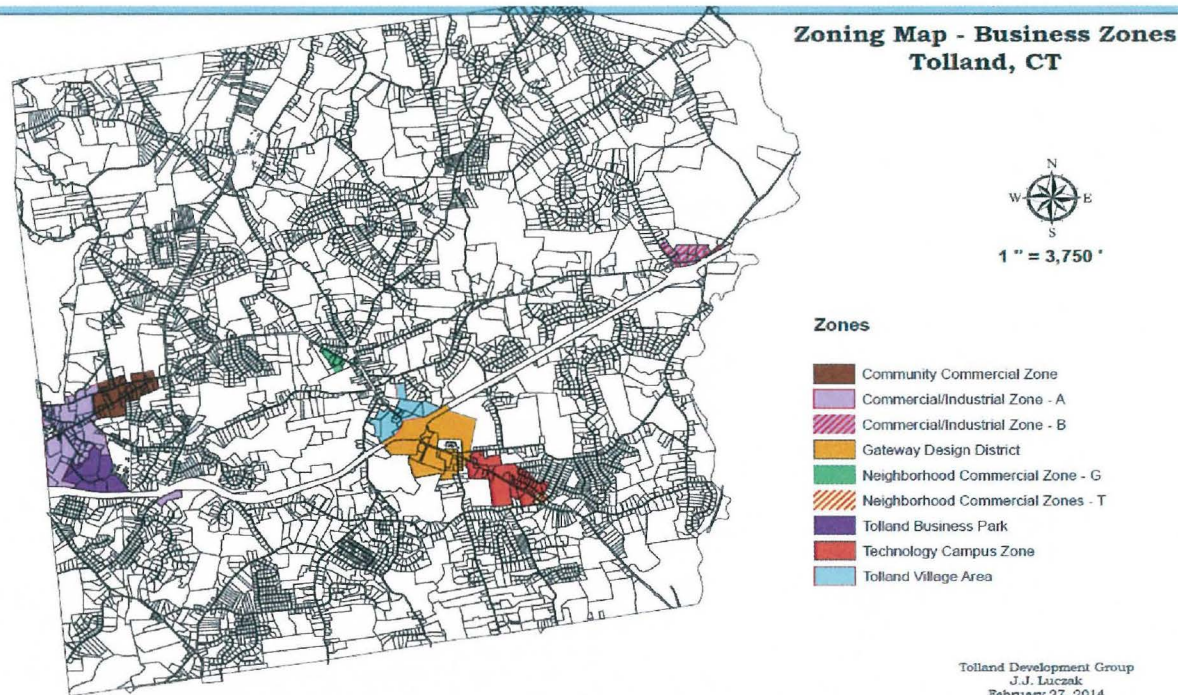 Zoning Map - Business Zones
Tolland, CT
N
W E
S
1 " = 3,750 '
Zones
Community Commercial Zone
Commercial/Industrial Zone - A
Commercial/Industrial Zone - B
Gateway Design District
Neighborhood Commercial Zone - G
Neighborhood Commercial Zones - T
Tolland Business Park
Technology Campus Zone
Tolland Village Area
Tolland Development Group
J.J. Luczak
February 27, 2014